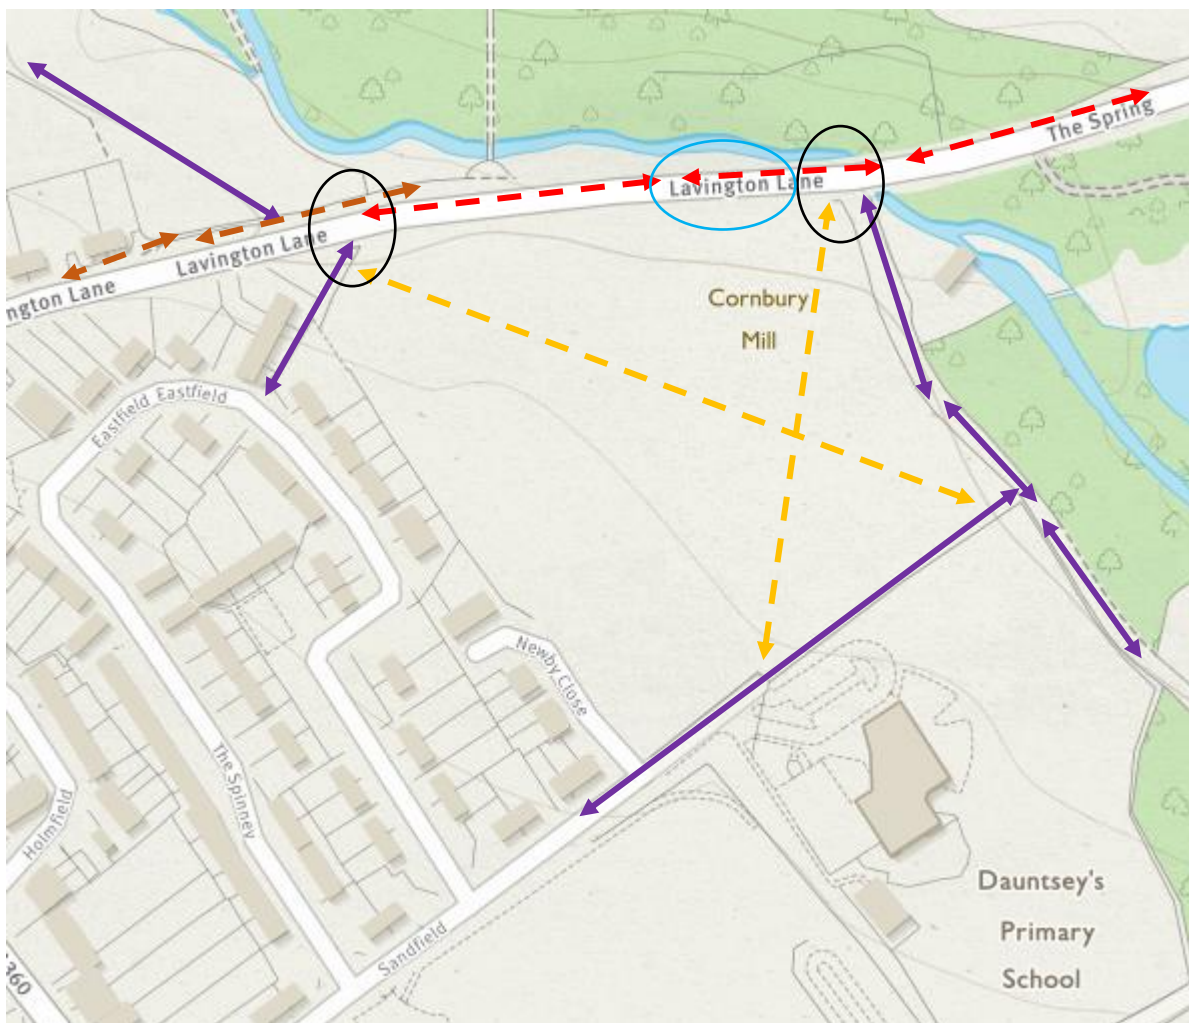 The Spring
Lavington Lane
Lavington Lane
ngton Lane
Cornbury
Mill
Eastfield Eastfield
Newby Close
The Spinney
Holmfield
Dauntsey's
Primary
School
Sandfield
360